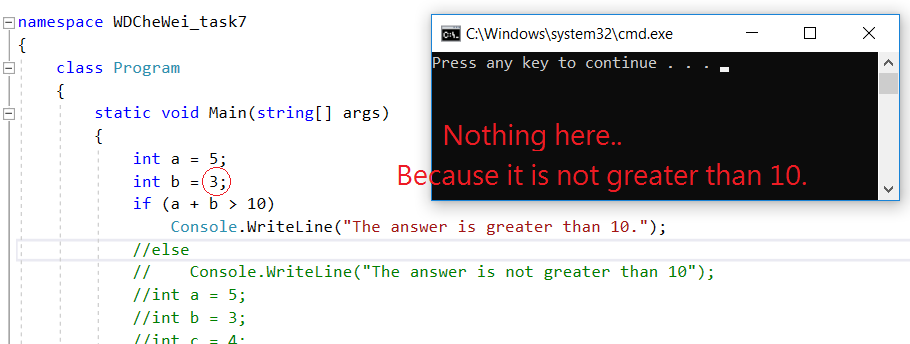 namespace WDCheWei_task7
{
class Program
{
static void Main(string[] args)
{
int a = 5;
int b = 3;
if (a + b > 10)
Console.WriteLine("The answer is greater than 10.");
//else
//    Console.WriteLine("The answer is not greater than 10");
//int a = 5;
//int b = 3;
//int c = 4;
C:\Windows\system32\cmd.exe
Press any key to continue . . .
Nothing here..
Because it is not greater than 10.